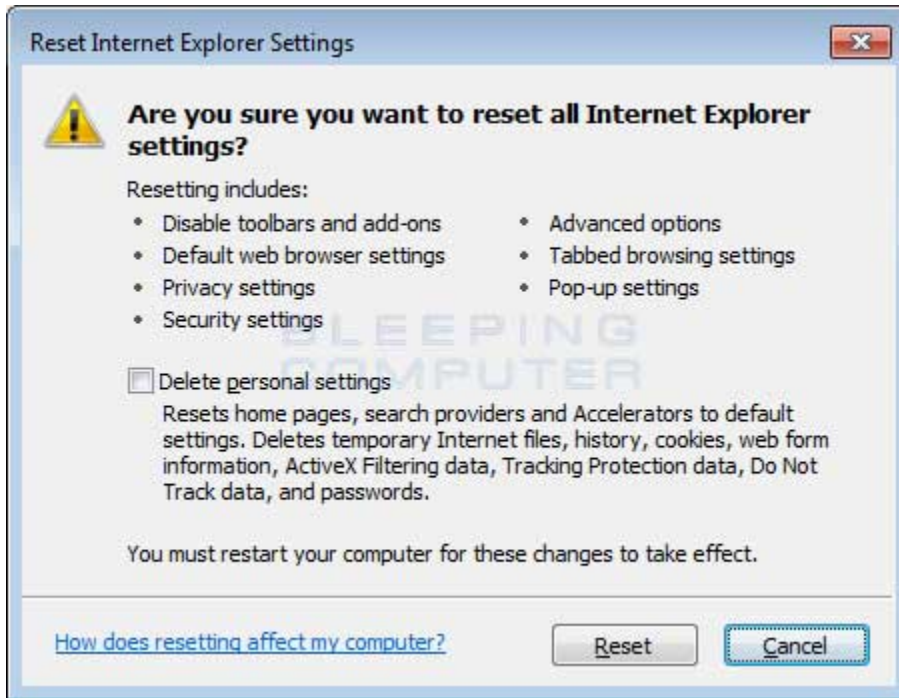 Reset Internet Explorer Settings
Are you sure you want to reset all Internet Explorer
settings?
Resetting includes:
• Disable toolbars and add-ons
• Default web browser settings
• Privacy settings
• Security settings
• Advanced options
• Tabbed browsing settings
• Pop-up settings
BLEEPING
COMPUTER
Delete personal settings
Resets home pages, search providers and Accelerators to default
settings. Deletes temporary Internet files, history, cookies, web form
information, ActiveX Filtering data, Tracking Protection data, Do Not
Track data, and passwords.
You must restart your computer for these changes to take effect.
How does resetting affect my computer?
Reset
Cancel